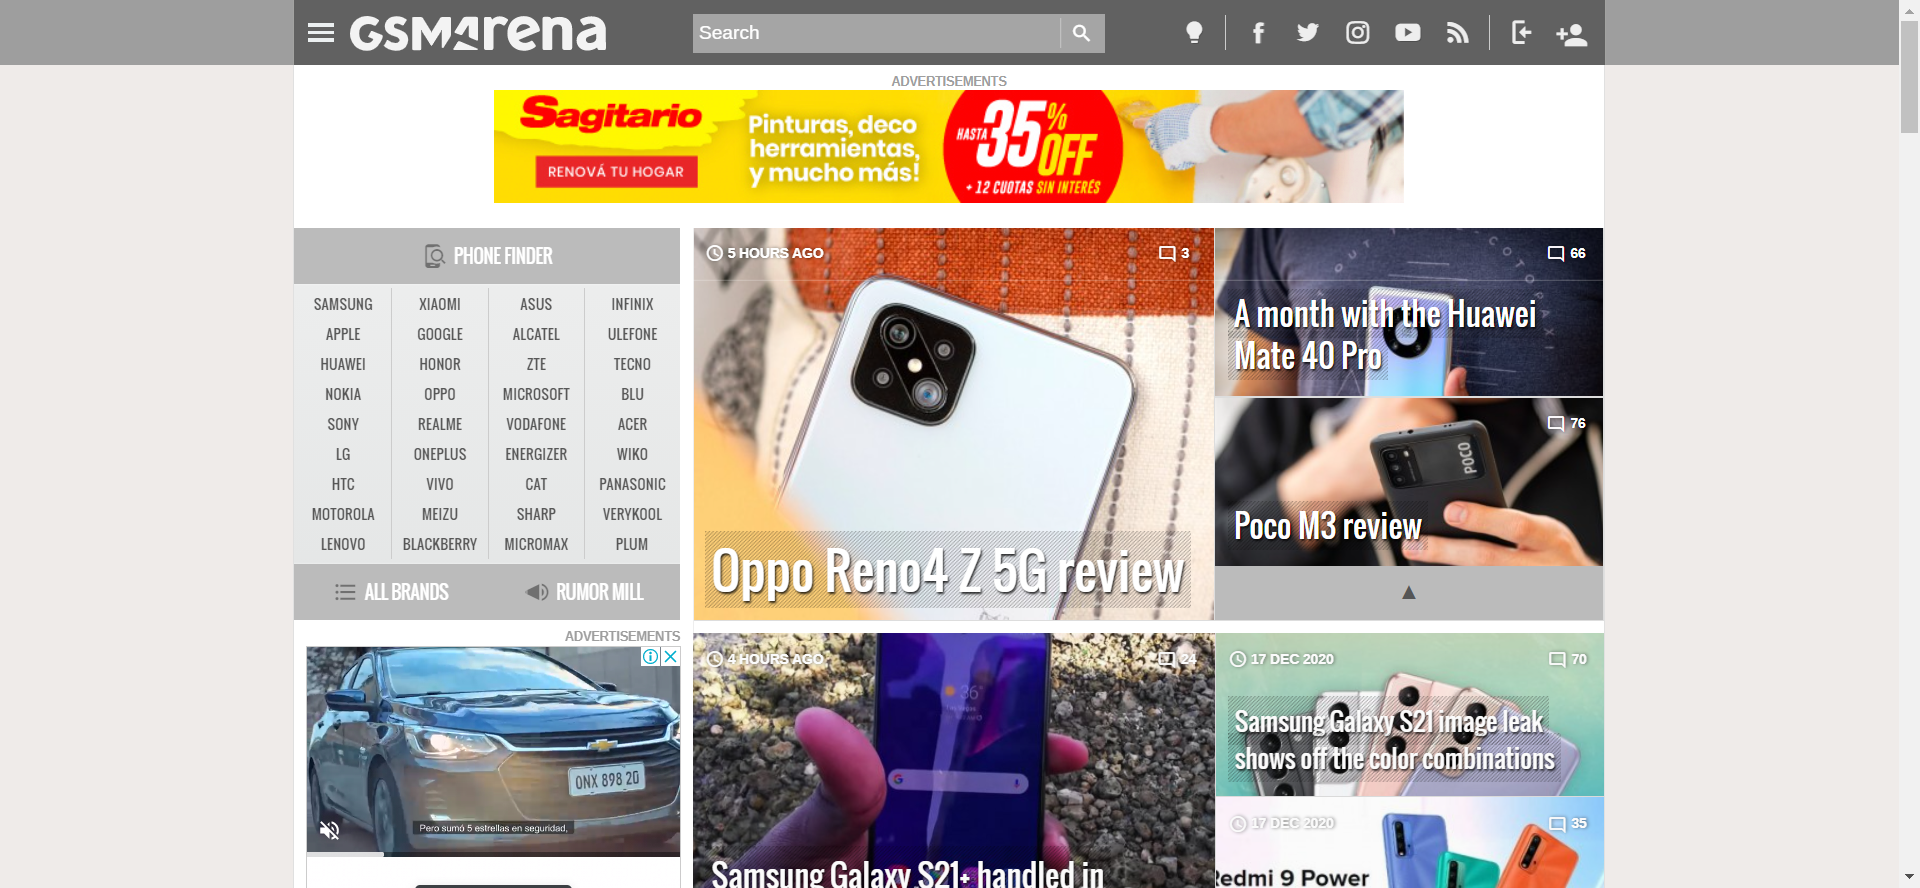 GSMArena
Search
ADVERTISEMENTS
Sagitario
RENOVÁ TU HOGAR
Pinturas, deco
herramientas,
y mucho más!
HASTA
35% OFF
+ 12 CUOTAS SIN INTERÉS
PHONE FINDER
SAMSUNG XIAOMI ASUS INFINIX
APPLE GOOGLE ALCATEL ULEFONE
HUAWEI HONOR ZTE TECNO
NOKIA OPPO MICROSOFT BLU
SONY REALME VODAFONE ACER
LG ONEPLUS ENERGIZER WIKO
HTC VIVO CAT PANASONIC
MOTOROLA MEIZU SHARP VERYKOOL
LENOVO BLACKBERRY MICROMAX PLUM
ALL BRANDS RUMOR MILL
5 HOURS AGO 3
Oppo Reno4 Z 5G review
66
A month with the Huawei
Mate 40 Pro
76
POCO
Poco M3 review
▲
ADVERTISEMENTS
QNX 898 20
Pero sumó 5 estrellas en seguridad,
4 HOURS AGO 24
36°
G
Samsung Galaxy S21+ handled in
17 DEC 2020 70
Samsung Galaxy S21 image leak
shows off the color combinations
17 DEC 2020 35
Redmi 9 Power